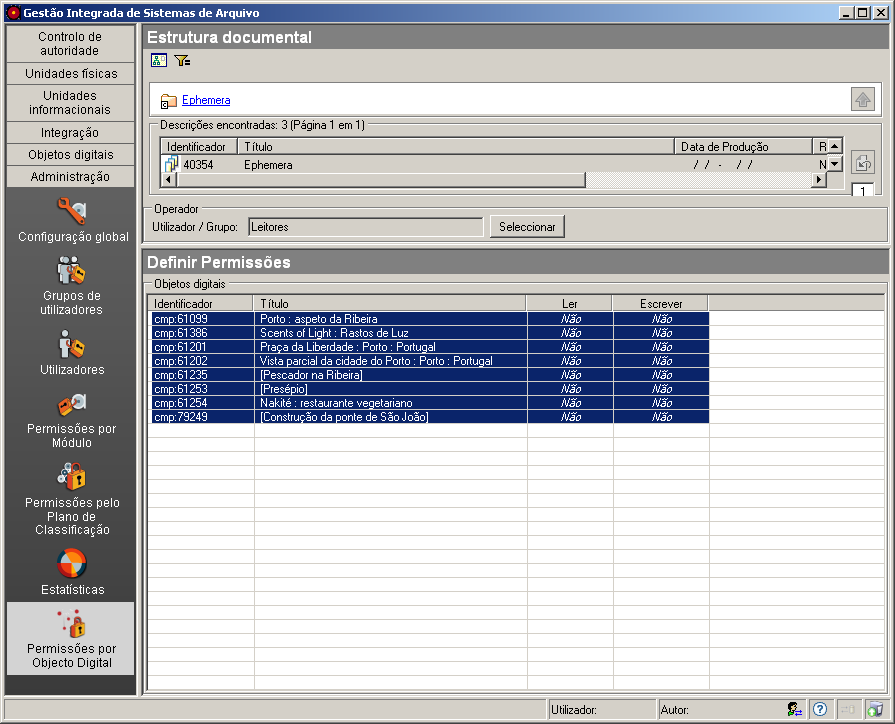 Gestão Integrada de Sistemas de Arquivo
Controlo de
autoridade
Unidades físicas
Unidades
informacionais
Integração
Objetos digitais
Administração
Configuração global
Grupos de
utilizadores
Utilizadores
Permissões por
Módulo
Permissões pelo
Plano de
Classificação
Estatísticas
Permissões por
Objecto Digital
Estrutura documental
Ephemera
Descrições encontradas: 3 (Página 1 em 1)
Identificador Título Data de Produção R
40354 Ephemera / / - / / N
1
Operador
Utilizador / Grupo: Leitores Seleccionar
Definir Permissões
Objetos digitais
Identificador Título Ler Escrever
cmp:61099 Porto : aspeto da Ribeira Não Não
cmp:61386 Scents of Light : Rastos de Luz Não Não
cmp:61201 Praça da Liberdade : Porto : Portugal Não Não
cmp:61202 Vista parcial da cidade do Porto : Porto : Portugal Não Não
cmp:61235 [Pescador na Ribeira] Não Não
cmp:61253 [Presépio] Não Não
cmp:61254 Nakité : restaurante vegetariano Não Não
cmp:79249 [Construção da ponte de São João] Não Não
Utilizador: Autor: